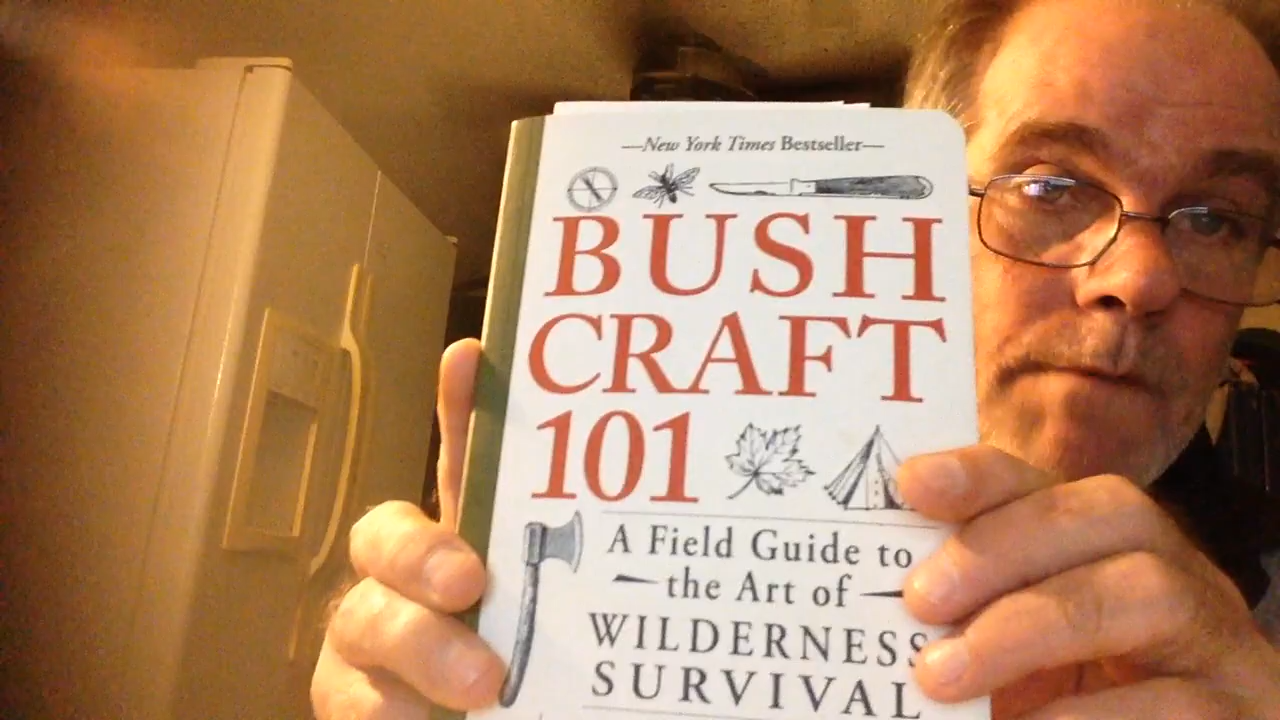 —New York Times Bestseller—
BUSH
CRAFT
101
A Field Guide to
the Art of
WILDERNESS
SURVIVAL